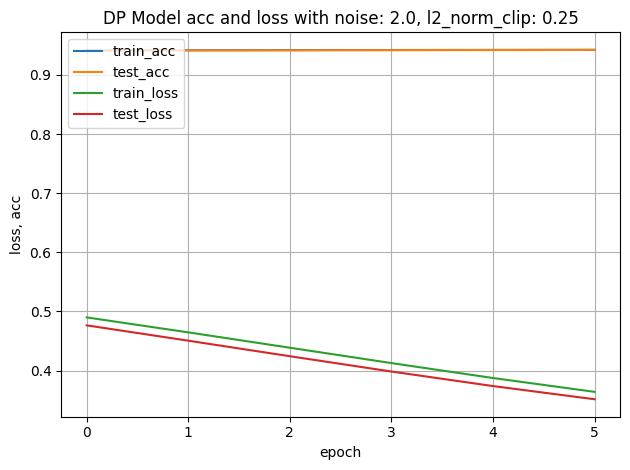 DP Model acc and loss with noise: 2.0, l2_norm_clip: 0.25
train_acc
test_acc
train_loss
test_loss
loss, acc
0.9
0.8
0.7
0.6
0.5
0.4
0 1 2 3 4 5
epoch